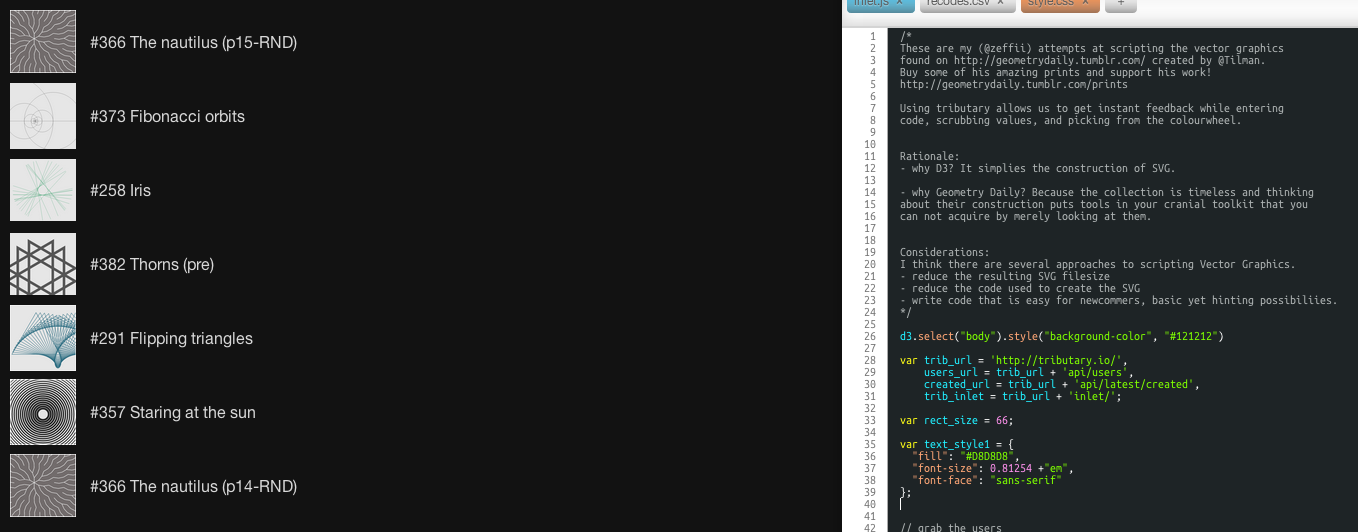 #366 The nautilus (p15-RND)
#373 Fibonacci orbits
#258 Iris
#382 Thorns (pre)
#291 Flipping triangles
#357 Staring at the sun
#366 The nautilus (p14-RND)
inlet.js ×
recodes.csv ×
style.css ×
+
1 /*
2 These are my (@zeffii) attempts at scripting the vector graphics
3 found on http://geometrydaily.tumblr.com/ created by @Tilman.
4 Buy some of his amazing prints and support his work!
5 http://geometrydaily.tumblr.com/prints
6
7 Using tributary allows us to get instant feedback while entering
8 code, scrubbing values, and picking from the colourwheel.
9
10
11 Rationale:
12 - why D3? It simplies the construction of SVG.
13
14 - why Geometry Daily? Because the collection is timeless and thinking
15 about their construction puts tools in your cranial toolkit that you
16 can not acquire by merely looking at them.
17
18
19 Considerations:
20 I think there are several approaches to scripting Vector Graphics.
21 - reduce the resulting SVG filesize
22 - reduce the code used to create the SVG
23 - write code that is easy for newcommers, basic yet hinting possibiliies.
24 */
25
26 d3.select("body").style("background-color", "#121212")
27
28 var trib_url = 'http://tributary.io/',
29 users_url = trib_url + 'api/users',
30 created_url = trib_url + 'api/latest/created',
31 trib_inlet = trib_url + 'inlet/';
32
33 var rect_size = 66;
34
35 var text_style1 = {
36 "fill": "#D8D8D8",
37 "font-size": 0.81254 +"em",
38 "font-face": "sans-serif"
39 };
40
41
42 // grab the users